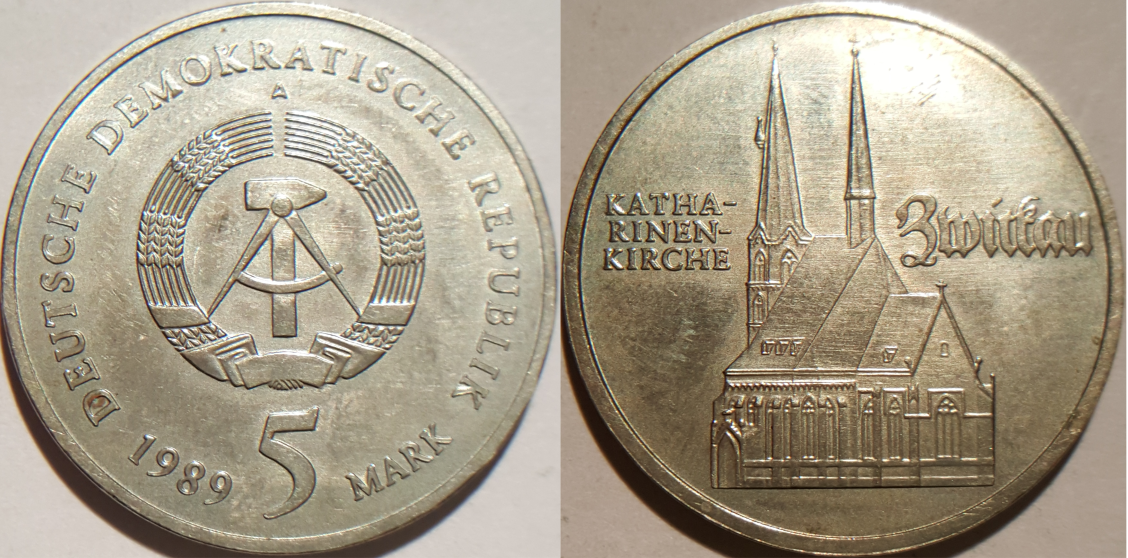 DEUTSCHE DEMOKRATISCHE REPUBLIK
A
1989 5 MARK
KATHA-
RINEN-
KIRCHE
Zwickau